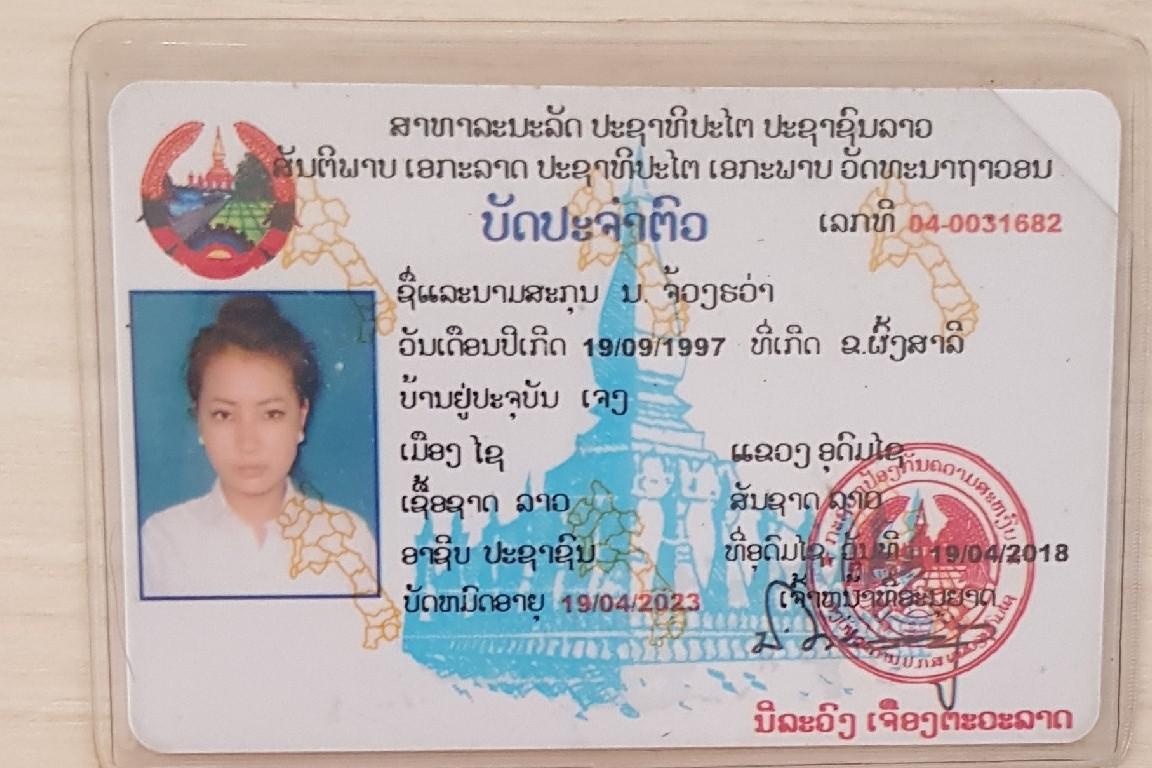 ສາທາລະນະລັດ ປະຊາທິປະໄຕ ປະຊາຊົນລາວ
ສັນຕິພາບ ເອກະລາດ ປະຊາທິປະໄຕ ເອກະພາບ ວັດທະນາຖາວອນ
ບັດປະຈຳຕົວ ເລກທີ 04-0031682
ຊື່ແລະນາມສະກຸນ ນ. ຈ້ອງຮວ່າ
ວັນເດືອນປີເກີດ 19/09/1997 ທີ່ເກີດ ຂ.ຜົ້ງສາລີ
ບ້ານຢູ່ປະຈຸບັນ ເຈງ
ເມືອງ ໄຊ ແຂວງ ອຸດົມໄຊ
ເຊື້ອຊາດ ລາວ ສັນຊາດ ລາວ
ອາຊີບ ປະຊາຊົນ ທີ່ອຸດົມໄຊ, ວັນທີ 19/04/2018
ບັດຫມົດອາຍຸ 19/04/2023 ເຈົ້າຫນ້າທີ່ອະນຸຍາດ
ນີລະວົງ ເຈືອງຕະວະລາດ